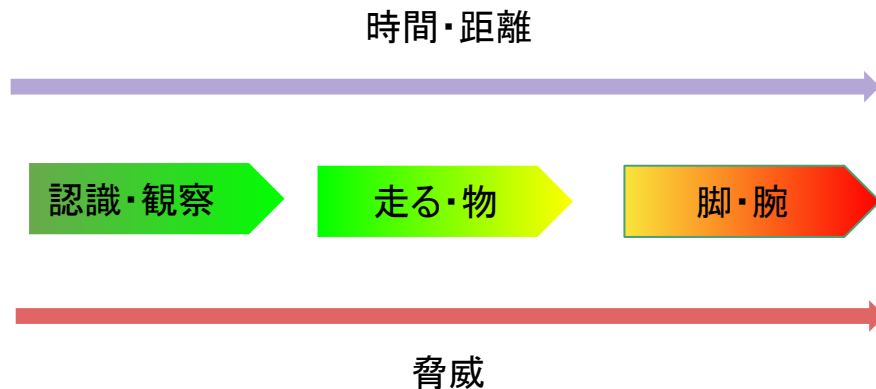 時間・距離
認識・観察
走る・物
脚・腕
脅威